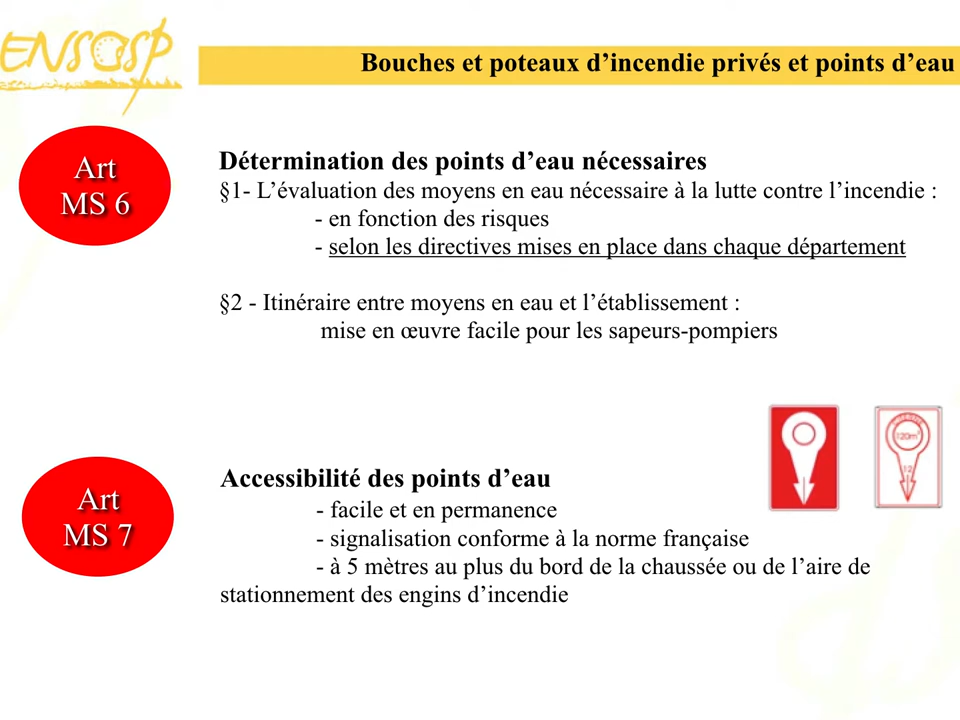 ENSOSP
Bouches et poteaux d’incendie privés et points d’eau
Art
MS 6
Détermination des points d’eau nécessaires
§1- L’évaluation des moyens en eau nécessaire à la lutte contre l’incendie :
- en fonction des risques
- selon les directives mises en place dans chaque département
§2 - Itinéraire entre moyens en eau et l’établissement :
mise en œuvre facile pour les sapeurs-pompiers
120m³
12
Art
MS 7
Accessibilité des points d’eau
- facile et en permanence
- signalisation conforme à la norme française
- à 5 mètres au plus du bord de la chaussée ou de l’aire de
stationnement des engins d’incendie